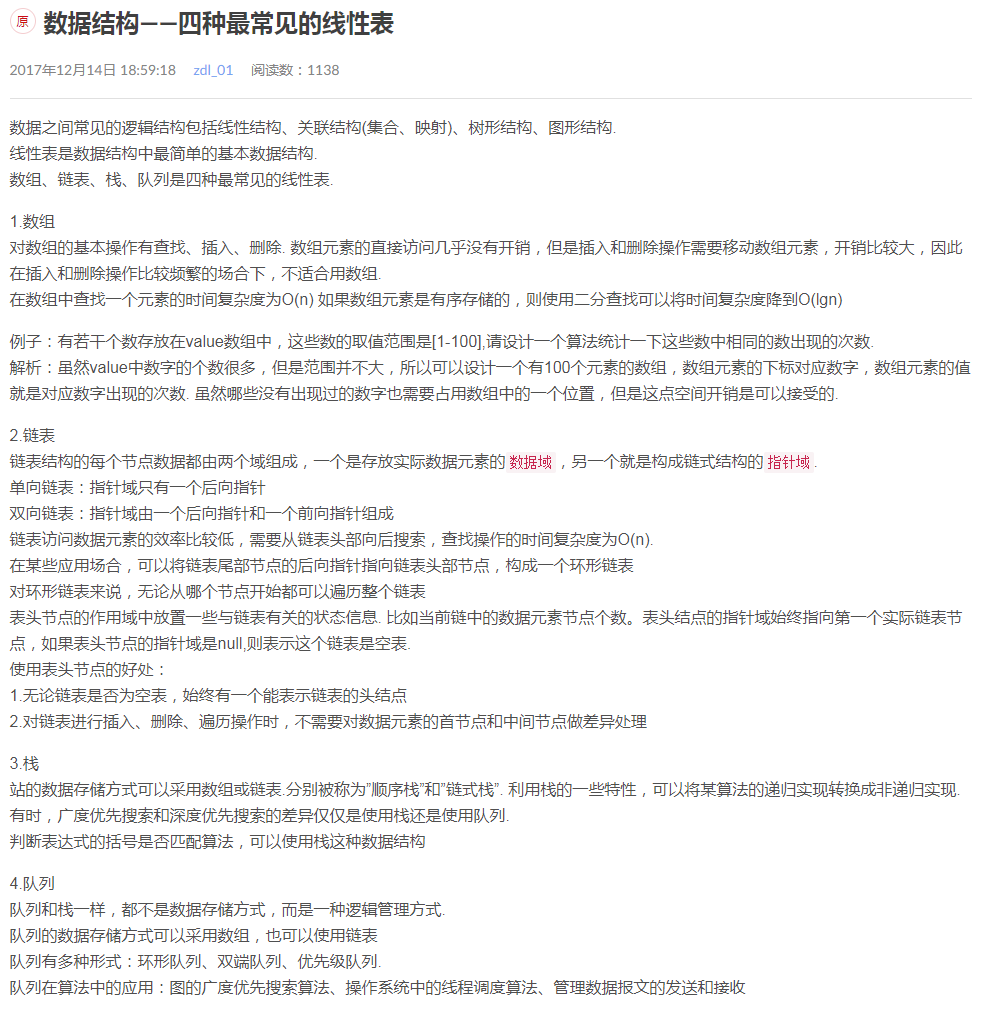 原 数据结构——四种最常见的线性表
2017年12月14日 18:59:18 zdl_01 阅读数：1138
数据之间常见的逻辑结构包括线性结构、关联结构(集合、映射)、树形结构、图形结构.
线性表是数据结构中最简单的基本数据结构.
数组、链表、栈、队列是四种最常见的线性表.
1.数组
对数组的基本操作有查找、插入、删除. 数组元素的直接访问几乎没有开销，但是插入和删除操作需要移动数组元素，开销比较大，因此
在插入和删除操作比较频繁的场合下，不适合用数组.
在数组中查找一个元素的时间复杂度为O(n) 如果数组元素是有序存储的，则使用二分查找可以将时间复杂度降到O(lgn)
例子：有若干个数存放在value数组中，这些数的取值范围是[1-100],请设计一个算法统计一下这些数中相同的数出现的次数.
解析：虽然value中数字的个数很多，但是范围并不大，所以可以设计一个有100个元素的数组，数组元素的下标对应数字，数组元素的值
就是对应数字出现的次数. 虽然哪些没有出现过的数字也需要占用数组中的一个位置，但是这点空间开销是可以接受的.
2.链表
链表结构的每个节点数据都由两个域组成，一个是存放实际数据元素的 数据域 ，另一个就是构成链式结构的 指针域 .
单向链表：指针域只有一个后向指针
双向链表：指针域由一个后向指针和一个前向指针组成
链表访问数据元素的效率比较低，需要从链表头部向后搜索，查找操作的时间复杂度为O(n).
在某些应用场合，可以将链表尾部节点的后向指针指向链表头部节点，构成一个环形链表
对环形链表来说，无论从哪个节点开始都可以遍历整个链表
表头节点的作用域中放置一些与链表有关的状态信息. 比如当前链中的数据元素节点个数。表头结点的指针域始终指向第一个实际链表节
点，如果表头节点的指针域是null,则表示这个链表是空表.
使用表头节点的好处：
1.无论链表是否为空表，始终有一个能表示链表的头结点
2.对链表进行插入、删除、遍历操作时，不需要对数据元素的首节点和中间节点做差异处理
3.栈
站的数据存储方式可以采用数组或链表.分别被称为”顺序栈”和”链式栈”. 利用栈的一些特性，可以将某算法的递归实现转换成非递归实现.
有时，广度优先搜索和深度优先搜索的差异仅仅是使用栈还是使用队列.
判断表达式的括号是否匹配算法，可以使用栈这种数据结构
4.队列
队列和栈一样，都不是数据存储方式，而是一种逻辑管理方式.
队列的数据存储方式可以采用数组，也可以使用链表
队列有多种形式：环形队列、双端队列、优先级队列.
队列在算法中的应用：图的广度优先搜索算法、操作系统中的线程调度算法、管理数据报文的发送和接收